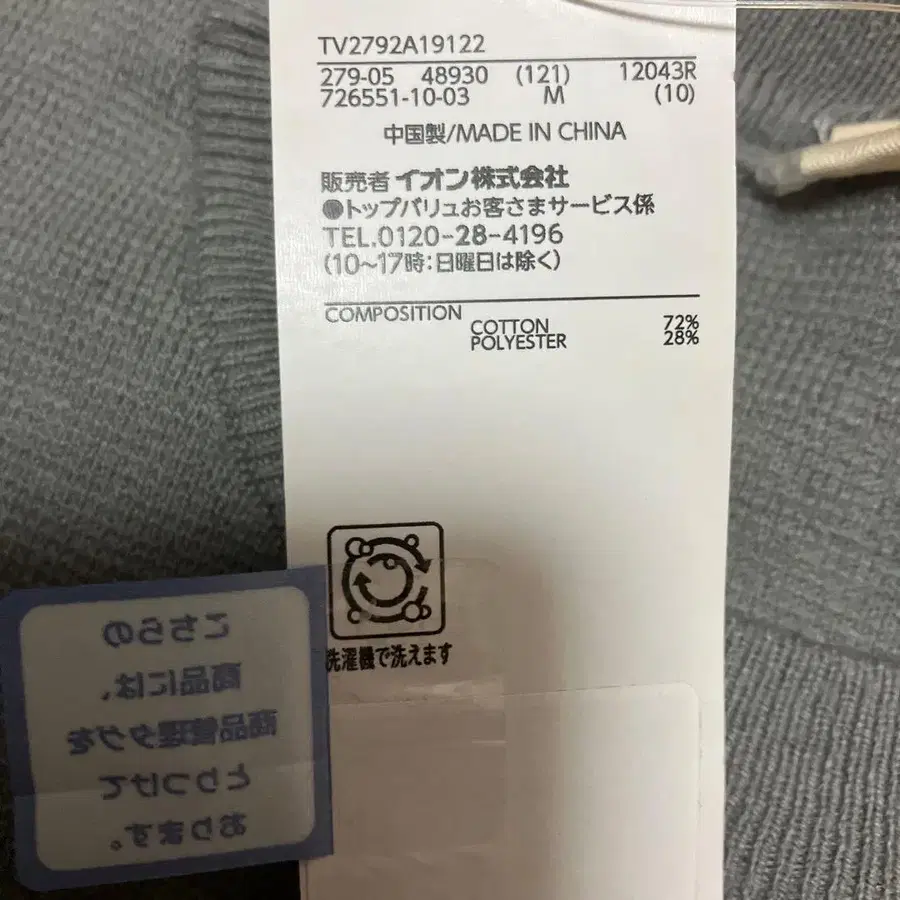 TV2792A19122
279-05 48930 (121) 12043R
726551-10-03 M (10)
中国製/MADE IN CHINA
販売者 イオン株式会社
●トップバリュお客さまサービス係
TEL.0120-28-4196
(10~17時:日曜日は除く)
COMPOSITION
COTTON 72%
POLYESTER 28%
洗濯機で洗えます
こちらの
商品には、
商品管理タグを
とりつけて
おります。